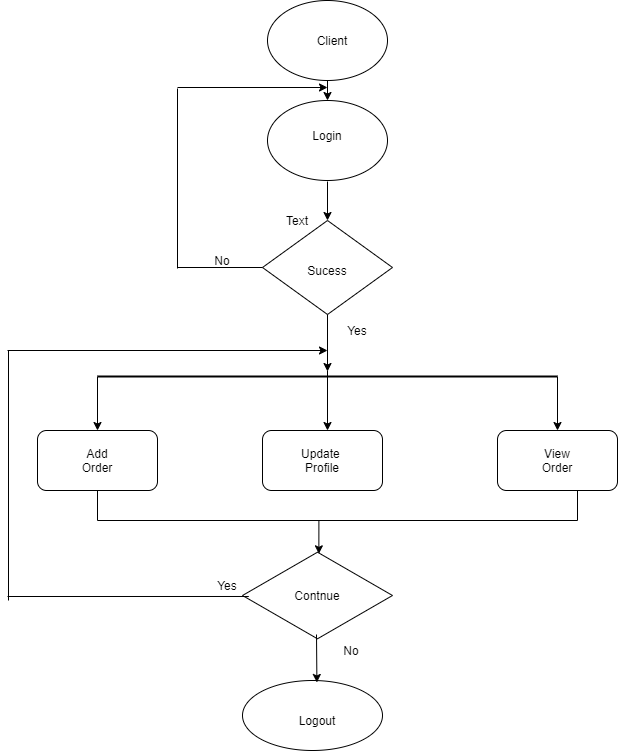 Client
Login
Text
No
Sucess
Yes
Add
Order
Update
Profile
View
Order
Yes
Contnue
No
Logout